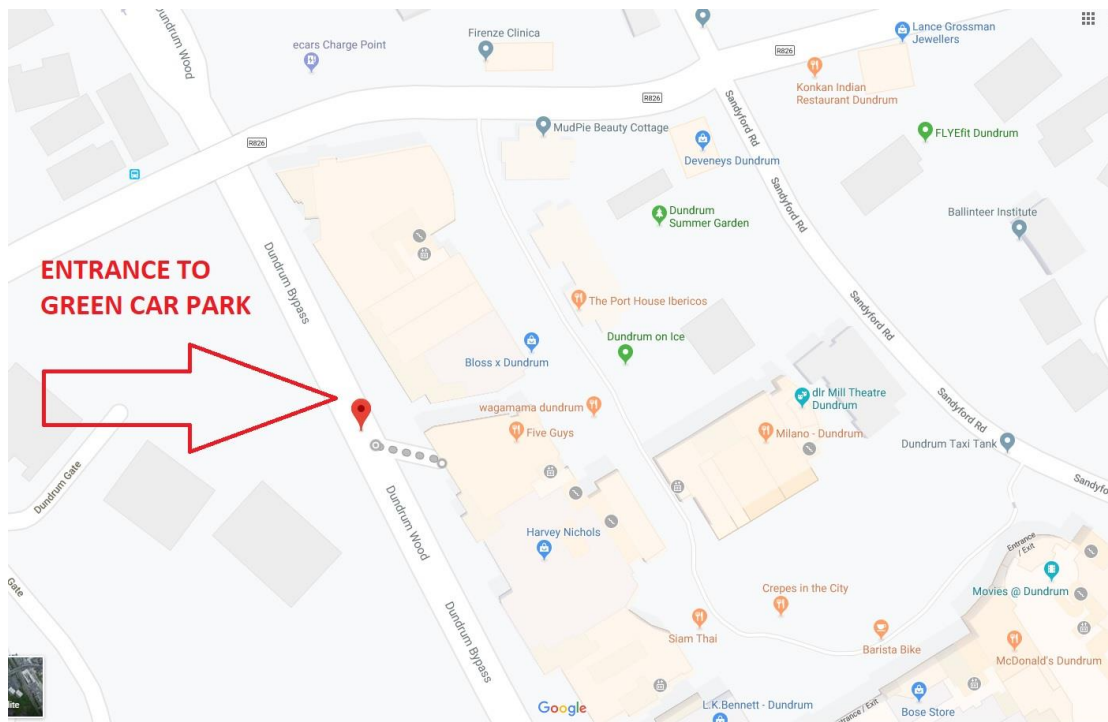 Dundrum Wood
ecars Charge Point
Firenze Clinica
Lance Grossman
Jewellers
R826
Konkan Indian
Restaurant Dundrum
R826
MudPie Beauty Cottage
Sandyford Rd
FLYEfit Dundrum
R826
Deveneys Dundrum
Dundrum
Summer Garden
Ballinteer Institute
Dundrum Bypass
ENTRANCE TO
GREEN CAR PARK
The Port House Ibericos
Sandyford Rd
Dundrum on Ice
Bloss x Dundrum
dlr Mill Theatre
Dundrum
wagamama dundrum
Five Guys
Milano - Dundrum
Sandyford Rd
Dundrum Taxi Tank
Sandyfo
Dundrum Gate
Dundrum Wood
Harvey Nichols
Entrance
/ Exit
Gate
Crepes in the City
Movies @ Dundrum
Dundrum Bypass
Siam Thai
Barista Bike
McDonald's Dundrum
llite
Google
L.K.Bennett - Dundrum
Bose Store
Entrance / Exit